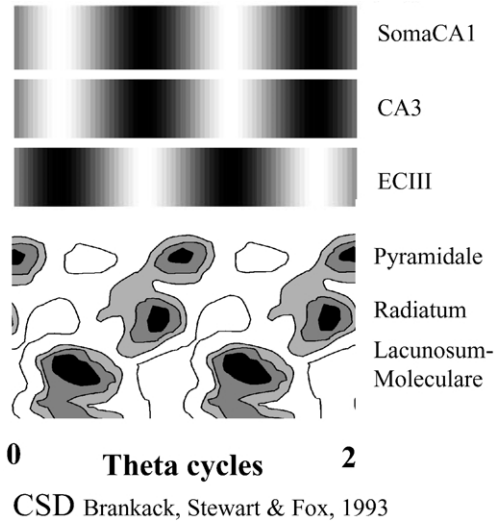 SomaCA1
CA3
ECIII
Pyramidale
Radiatum
Lacunosum-
Moleculare
0 2
Theta cycles
CSD Brankack, Stewart & Fox, 1993